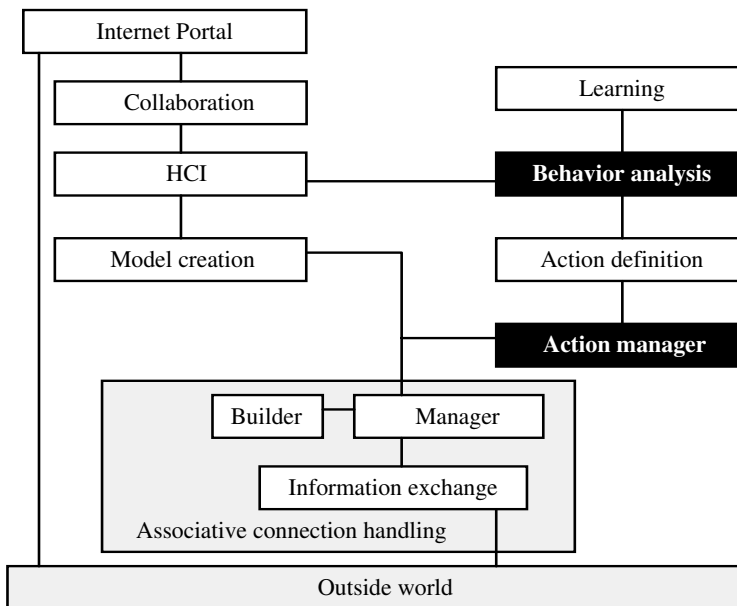 Internet Portal
Collaboration
Learning
HCI
Behavior analysis
Model creation
Action definition
Action manager
Builder
Manager
Information exchange
Associative connection handling
Outside world